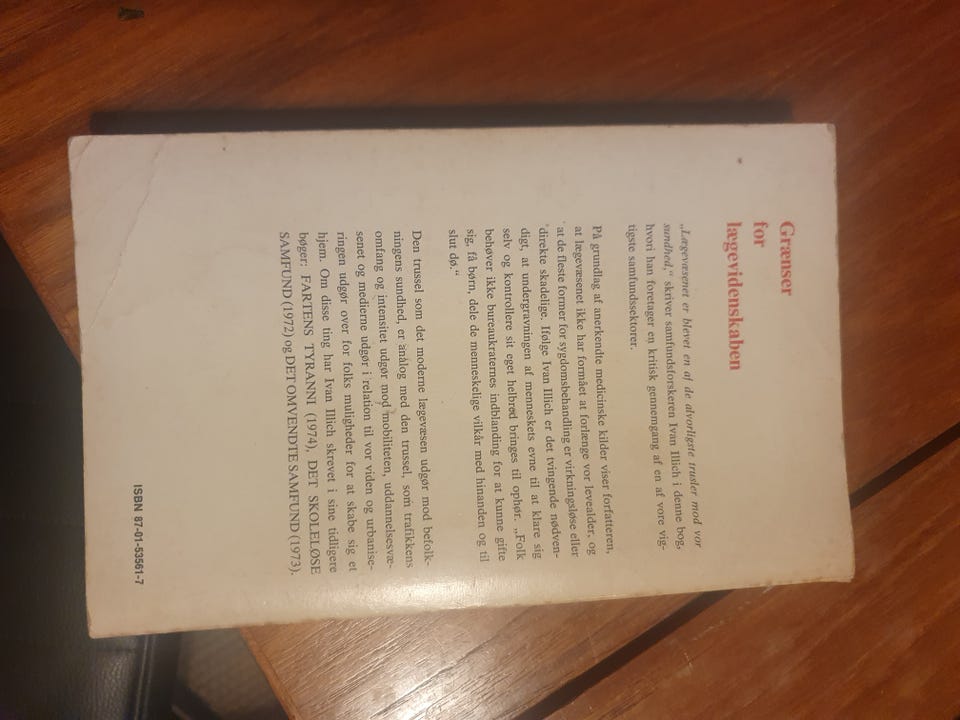 Grænser
for
lægevidenskaben
„Lægevæsenet er blevet en af de alvorligste trusler mod vor
sundhed,“ skriver samfundsforskeren Ivan Illich i denne bog,
hvori han foretager en kritisk gennemgang af en af vore vig-
tigste samfundssektorer.
På grundlag af anerkendte medicinske kilder viser forfatteren,
at lægevæsenet ikke har formået at forlænge vor levealder, og
at de fleste former for sygdomsbehandling er virkningsløse eller
direkte skadelige. Ifølge Ivan Illich er det tvingende nødven-
digt, at undergravningen af menneskets evne til at klare sig
selv og kontrollere sit eget helbred bringes til ophør. „Folk
behøver ikke bureaukraternes indblanding for at kunne gifte
sig, få børn, dele de menneskelige vilkår med hinanden og til
slut dø.“
Den trussel som det moderne lægevæsen udgør mod befolk-
ningens sundhed, er analog med den trussel, som trafikkens
omfang og intensitet udgør mod mobiliteten, uddannelsesvæ-
senet og medierne udgør i relation til vor viden og urbanise-
ringen udgør over for folks muligheder for at skabe sig et
hjem. Om disse ting har Ivan Illich skrevet i sine tidligere
bøger: FARTENS TYRANNI (1974), DET SKOLELØSE
SAMFUND (1972) og DET OMVENDTE SAMFUND (1973).
ISBN 87-01-53561-7